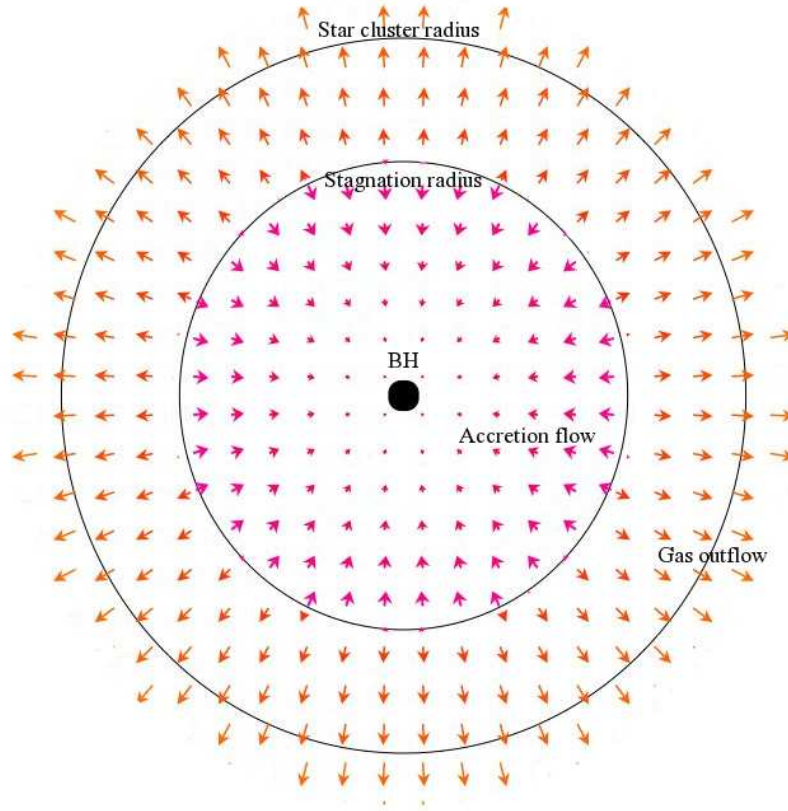 Star cluster radius
Stagnation radius
BH
Accretion flow
Gas outflow